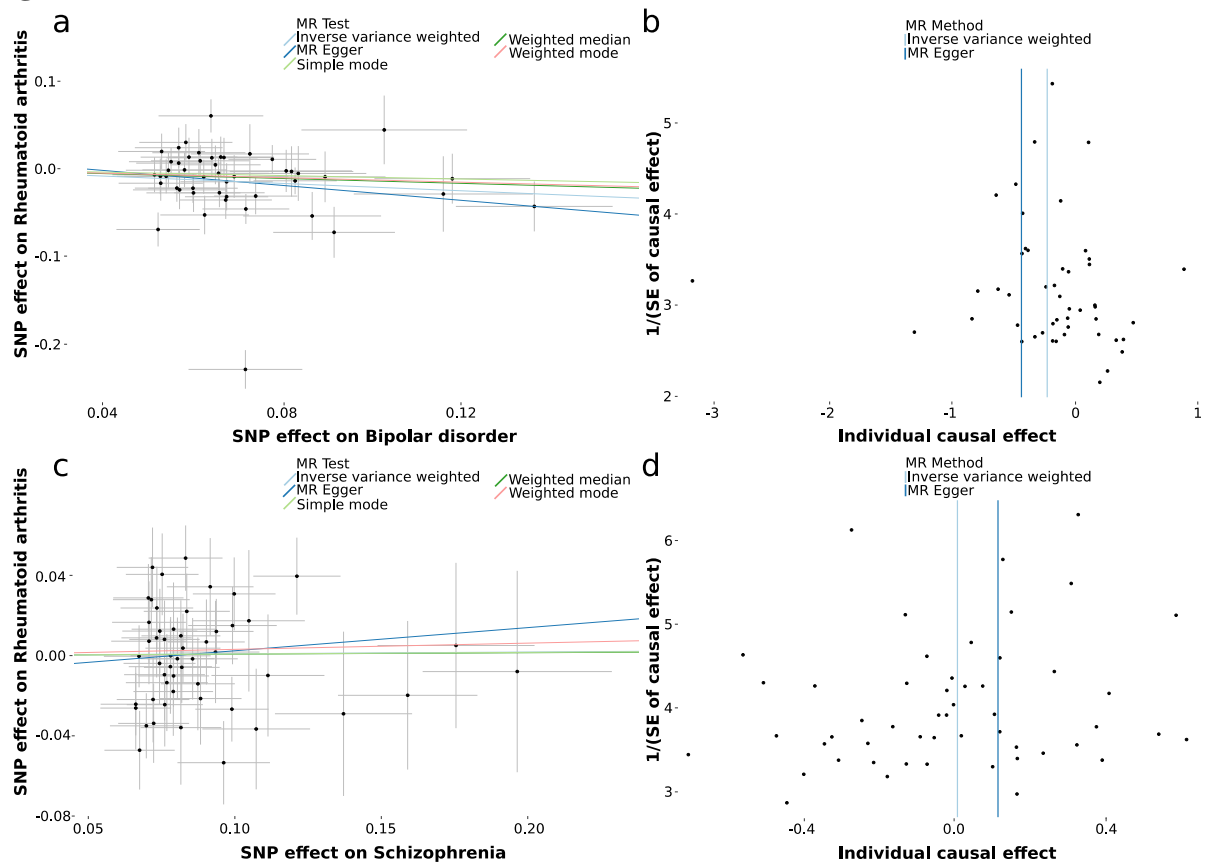 a
MR Test
Inverse variance weighted
MR Egger
Simple mode
Weighted median
Weighted mode
SNP effect on Rheumatoid arthritis
0.1
0.0
-0.1
-0.2
0.04
0.08
0.12
SNP effect on Bipolar disorder
b
MR Method
Inverse variance weighted
MR Egger
1/(SE of causal effect)
5
4
3
2
-3
-2
-1
0
1
Individual causal effect
c
MR Test
Inverse variance weighted
MR Egger
Simple mode
Weighted median
Weighted mode
SNP effect on Rheumatoid arthritis
0.04
0.00
-0.04
-0.08
0.05
0.10
0.15
0.20
SNP effect on Schizophrenia
d
MR Method
Inverse variance weighted
MR Egger
1/(SE of causal effect)
6
5
4
3
-0.4
0.0
0.4
Individual causal effect